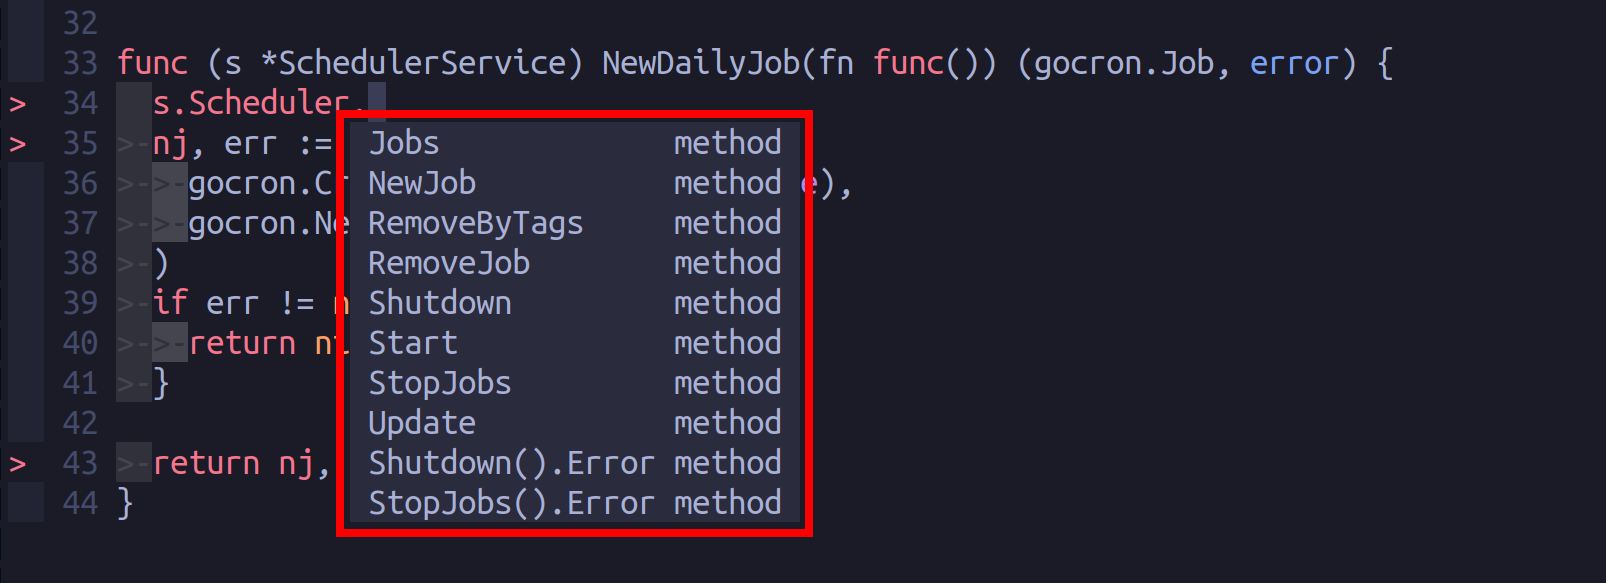 32
33 func (s *SchedulerService) NewDailyJob(fn func()) (gocron.Job, error) {
> 34 s.Scheduler.
> 35 >-nj, err := Jobs method
36 >->-gocron.Cr NewJob method e),
37 >->-gocron.Ne RemoveByTags method
38 >-) RemoveJob method
39 >-if err != n Shutdown method
40 >->-return ni Start method
41 >-} StopJobs method
42 Update method
> 43 >-return nj, Shutdown().Error method
44 } StopJobs().Error method